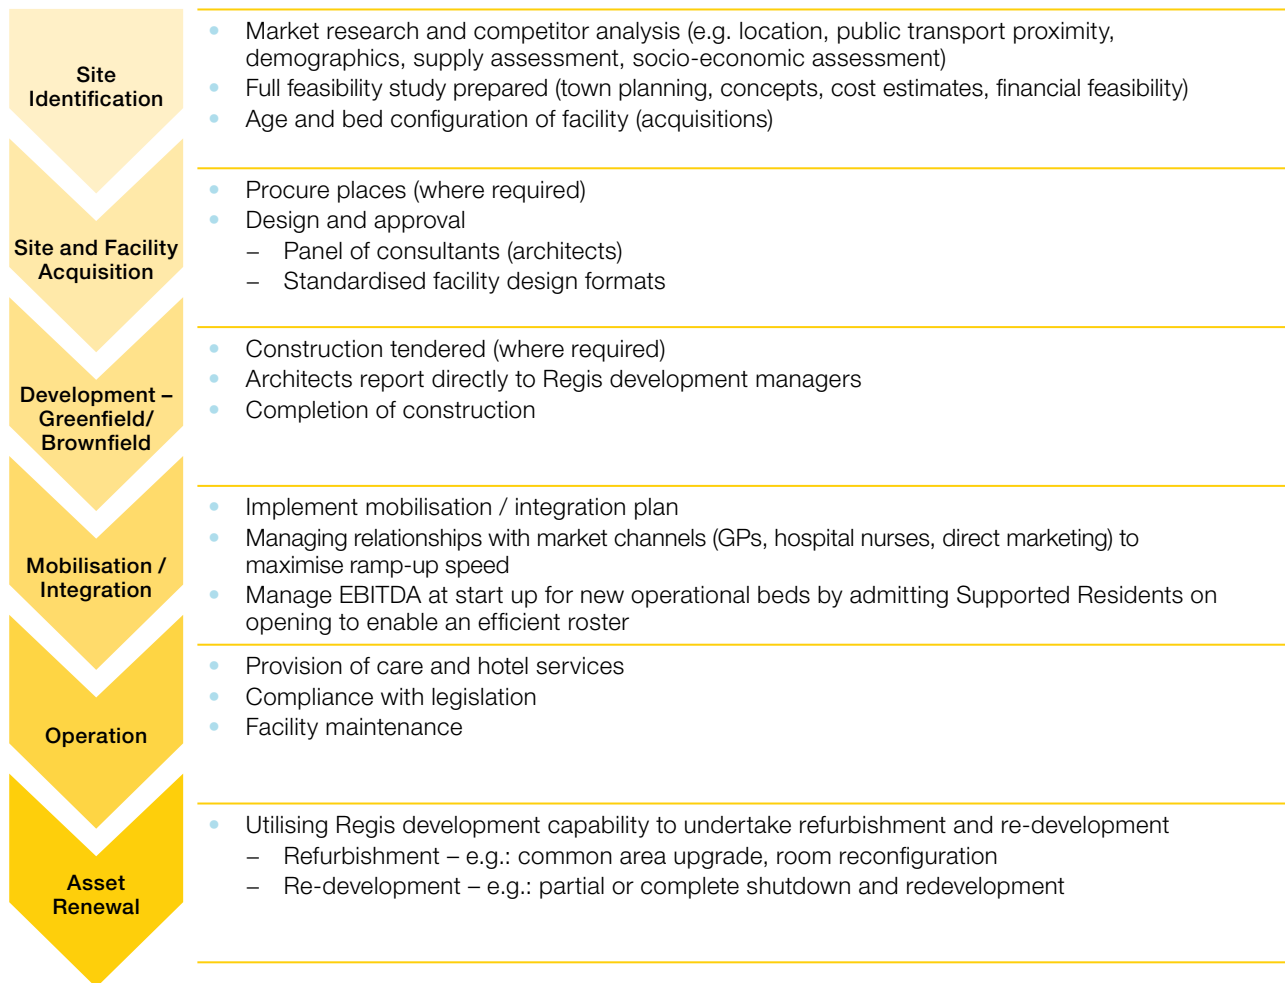 Site
Identification
• Market research and competitor analysis (e.g. location, public transport proximity,
demographics, supply assessment, socio-economic assessment)
• Full feasibility study prepared (town planning, concepts, cost estimates, financial feasibility)
• Age and bed configuration of facility (acquisitions)
Site and Facility
Acquisition
• Procure places (where required)
• Design and approval
– Panel of consultants (architects)
– Standardised facility design formats
Development –
Greenfield/
Brownfield
• Construction tendered (where required)
• Architects report directly to Regis development managers
• Completion of construction
Mobilisation /
Integration
• Implement mobilisation / integration plan
• Managing relationships with market channels (GPs, hospital nurses, direct marketing) to
maximise ramp-up speed
• Manage EBITDA at start up for new operational beds by admitting Supported Residents on
opening to enable an efficient roster
Operation
• Provision of care and hotel services
• Compliance with legislation
• Facility maintenance
Asset
Renewal
• Utilising Regis development capability to undertake refurbishment and re-development
– Refurbishment – e.g.: common area upgrade, room reconfiguration
– Re-development – e.g.: partial or complete shutdown and redevelopment